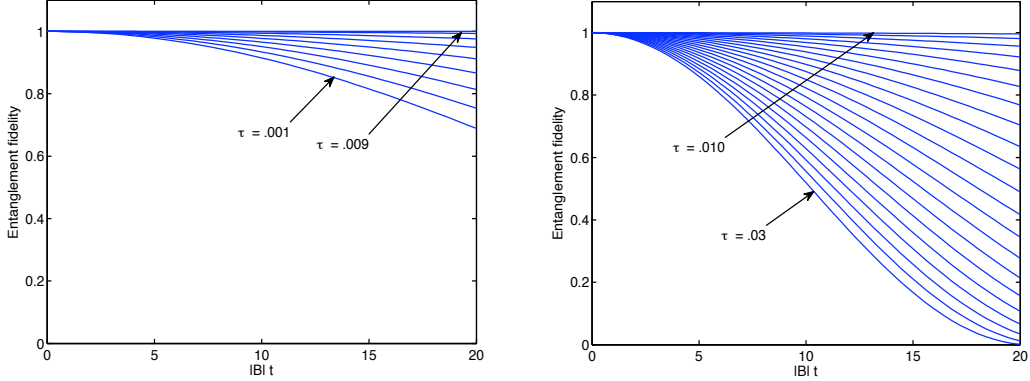 1
0.8
0.6
0.4
0.2
0
0
5
10
15
20
|B| t
Entanglement fidelity
τ = .001
τ = .009
1
0.8
0.6
0.4
0.2
0
0
5
10
15
20
|B| t
Entanglement fidelity
τ = .010
τ = .03